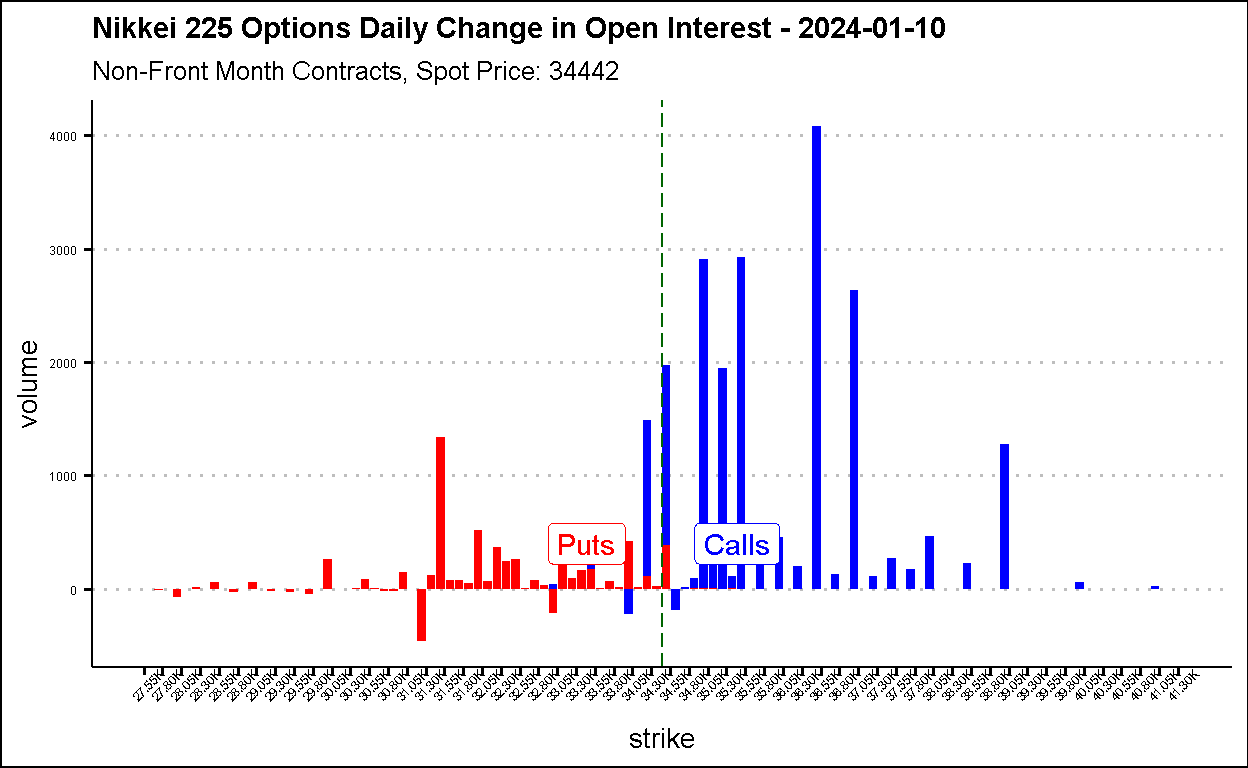 Nikkei 225 Options Daily Change in Open Interest - 2024-01-10
Non-Front Month Contracts, Spot Price: 34442
4000
3000
2000
1000
0
volume
Puts
Calls
27.55K 27.80K 28.05K 28.30K 28.55K 28.80K 29.05K 29.30K 29.55K 29.80K 30.05K 30.30K 30.55K 30.80K 31.05K 31.30K 31.55K 31.80K 32.05K 32.30K 32.55K 32.80K 33.05K 33.30K 33.55K 33.80K 34.05K 34.30K 34.55K 34.80K 35.05K 35.30K 35.55K 35.80K 36.05K 36.30K 36.55K 36.80K 37.05K 37.30K 37.55K 37.80K 38.05K 38.30K 38.55K 38.80K 39.05K 39.30K 39.55K 39.80K 40.05K 40.30K 40.55K 40.80K 41.05K 41.30K
strike